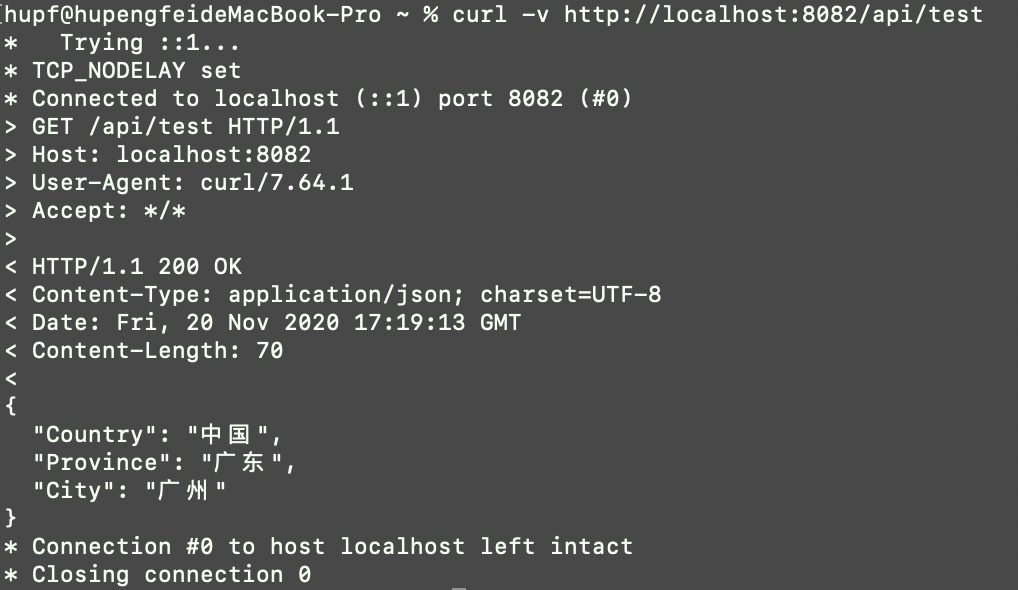 hupf@hupengfeideMacBook-Pro ~ % curl -v http://localhost:8082/api/test
*   Trying ::1...
* TCP_NODELAY set
* Connected to localhost (::1) port 8082 (#0)
> GET /api/test HTTP/1.1
> Host: localhost:8082
> User-Agent: curl/7.64.1
> Accept: */*
>
< HTTP/1.1 200 OK
< Content-Type: application/json; charset=UTF-8
< Date: Fri, 20 Nov 2020 17:19:13 GMT
< Content-Length: 70
<
{
  "Country": "中国",
  "Province": "广东",
  "City": "广州"
}
* Connection #0 to host localhost left intact
* Closing connection 0